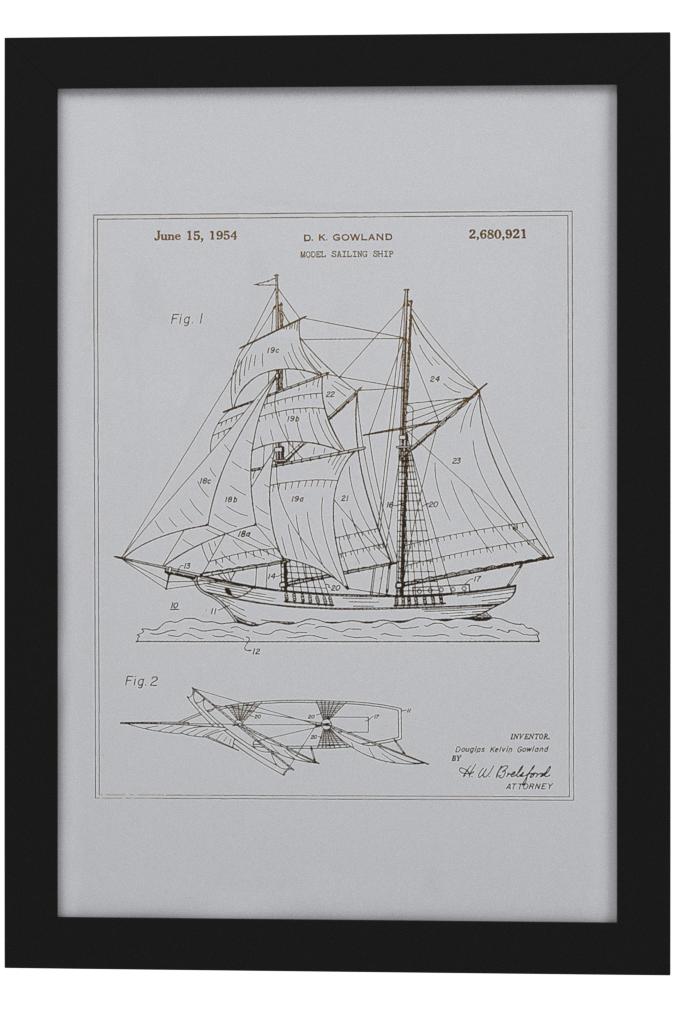 June 15, 1954
D. K. GOWLAND
2,680,921
MODEL SAILING SHIP
Fig. 1
19c
24
22
19b
23
18c
18b
19a
21
16
20
18a
13
14
20
17
10
11
12
Fig. 2
20
20
17
11
20
INVENTOR.
Douglas Kelvin Gowland
BY
H. W. Brelsford
ATTORNEY